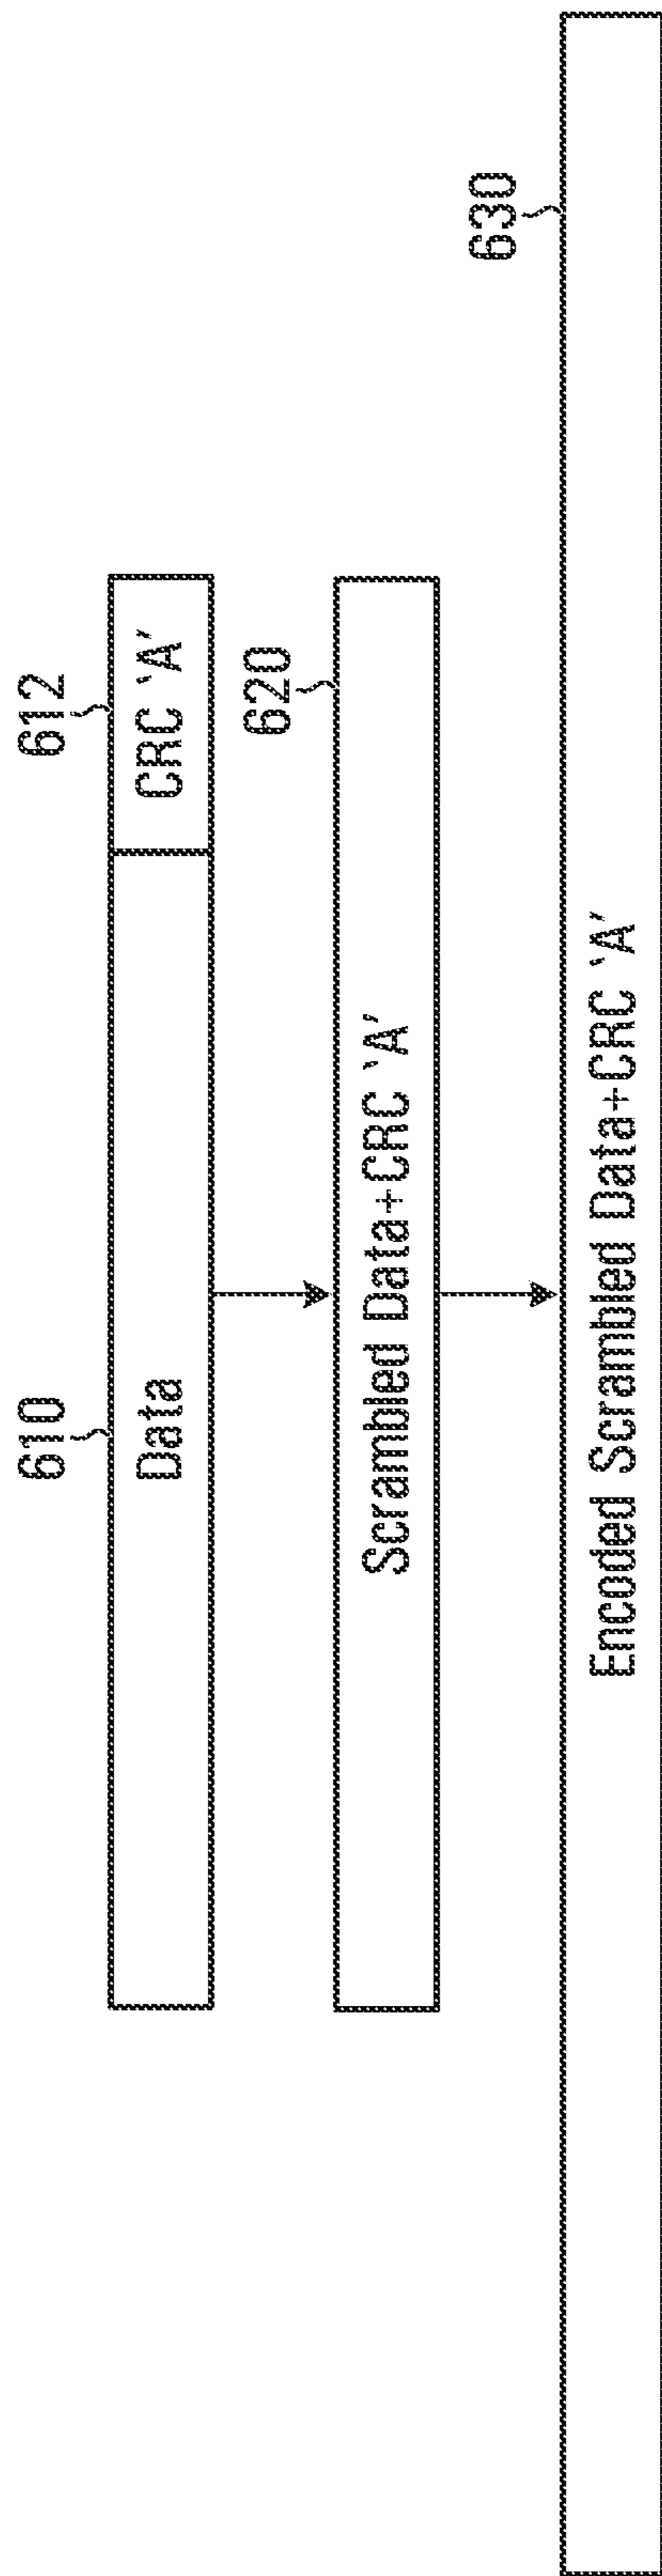 610
612
Data
CRC 'A'
620
Scrambled Data+CRC 'A'
630
Encoded Scrambled Data+CRC 'A'